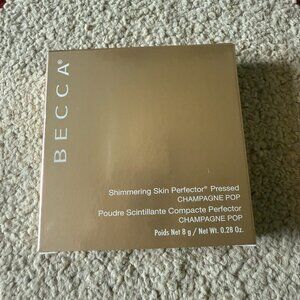 BECCA®
Shimmering Skin Perfector® Pressed
CHAMPAGNE POP
Poudre Scintillante Compacte Perfector
CHAMPAGNE POP
Poids Net 8 g / Net Wt. 0.28 Oz.